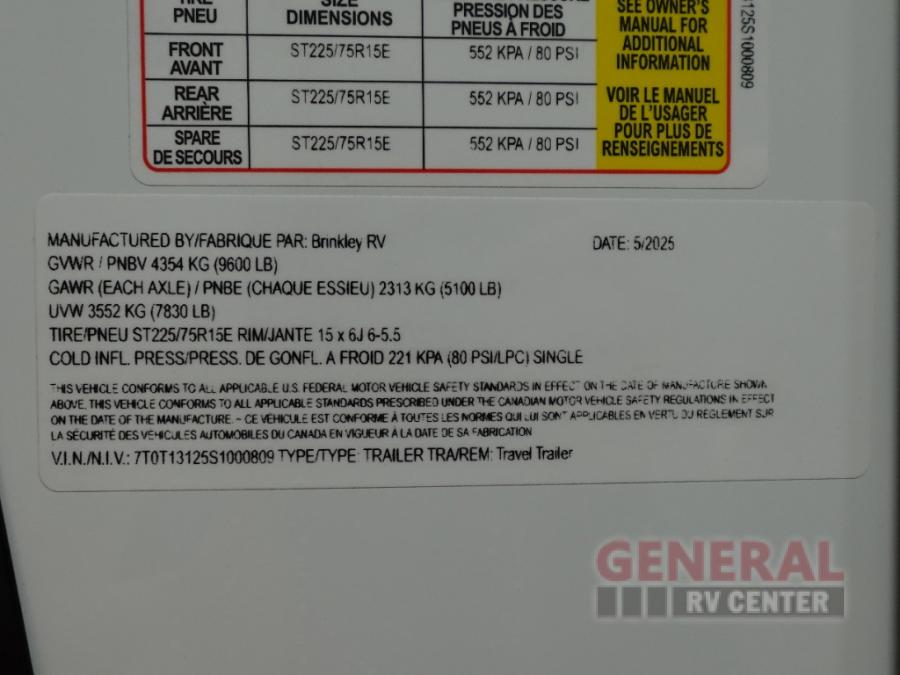 TIRE SIZE
PNEU DIMENSIONS PRESSION DES
PNEUS À FROID
FRONT ST225/75R15E 552 KPA / 80 PSI
AVANT
REAR ST225/75R15E 552 KPA / 80 PSI
ARRIÈRE
SPARE ST225/75R15E 552 KPA / 80 PSI
DE SECOURS
SEE OWNER'S
MANUAL FOR
ADDITIONAL
INFORMATION
VOIR LE MANUEL
DE L'USAGER
POUR PLUS DE
RENSEIGNEMENTS
125S1000809
MANUFACTURED BY/FABRIQUE PAR: Brinkley RV DATE: 5/2025
GVWR / PNBV 4354 KG (9600 LB)
GAWR (EACH AXLE) / PNBE (CHAQUE ESSIEU) 2313 KG (5100 LB)
UVW 3552 KG (7830 LB)
TIRE/PNEU ST225/75R15E RIM/JANTE 15 x 6J 6-5.5
COLD INFL. PRESS/PRESS. DE GONFL. A FROID 221 KPA (80 PSI/LPC) SINGLE
THIS VEHICLE CONFORMS TO ALL APPLICABLE U.S. FEDERAL MOTOR VEHICLE SAFETY STANDARDS IN EFFECT ON THE DATE OF MANUFACTURE SHOWN
ABOVE. THIS VEHICLE CONFORMS TO ALL APPLICABLE STANDARDS PRESCRIBED UNDER THE CANADIAN MOTOR VEHICLE SAFETY REGULATIONS IN EFFECT
ON THE DATE OF THE MANUFACTURE. - CE VEHICULE EST CONFORME À TOUTES LES NORMES QUI LUI SONT APPLICABLES EN VERTU DU RÈGLEMENT SUR
LA SÉCURITÉ DES VEHICULES AUTOMOBILES DU CANADA EN VIGUEUR À LA DATE DE SA FABRICATION
V.I.N./N.I.V.: 7T0T13125S1000809 TYPE/TYPE: TRAILER TRA/REM: Travel Trailer
GENERAL
RV CENTER